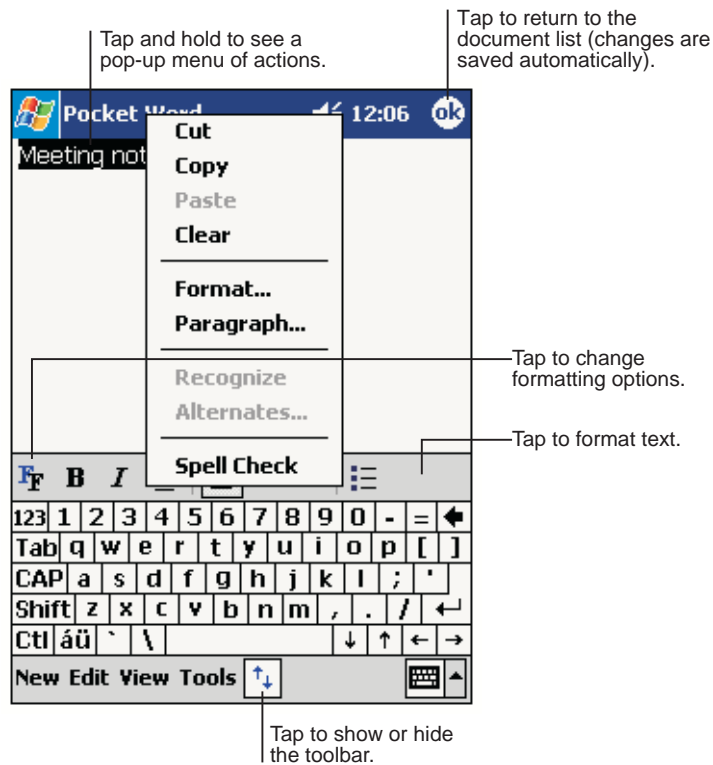 Tap to return to the
document list (changes are
saved automatically).
Tap and hold to see a
pop-up menu of actions.
Pocket Word 12:06 ok
Meeting not
Cut
Copy
Paste
Clear
Format...
Paragraph...
Recognize
Alternates...
Spell Check
Tap to change
formatting options.
Tap to format text.
FF B I
123 1 2 3 4 5 6 7 8 9 0 - =
Tab q w e r t y u i o p [ ]
CAP a s d f g h j k l ; '
Shift z x c v b n m , . /
Ctl áü ` \ ↓ ↑ ← →
New Edit View Tools
Tap to show or hide
the toolbar.